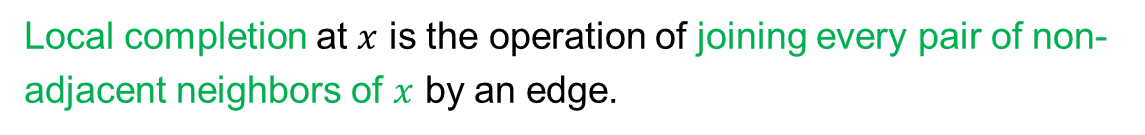 Local completion at 𝑥 is the operation of joining every pair of non-
adjacent neighbors of 𝑥 by an edge.